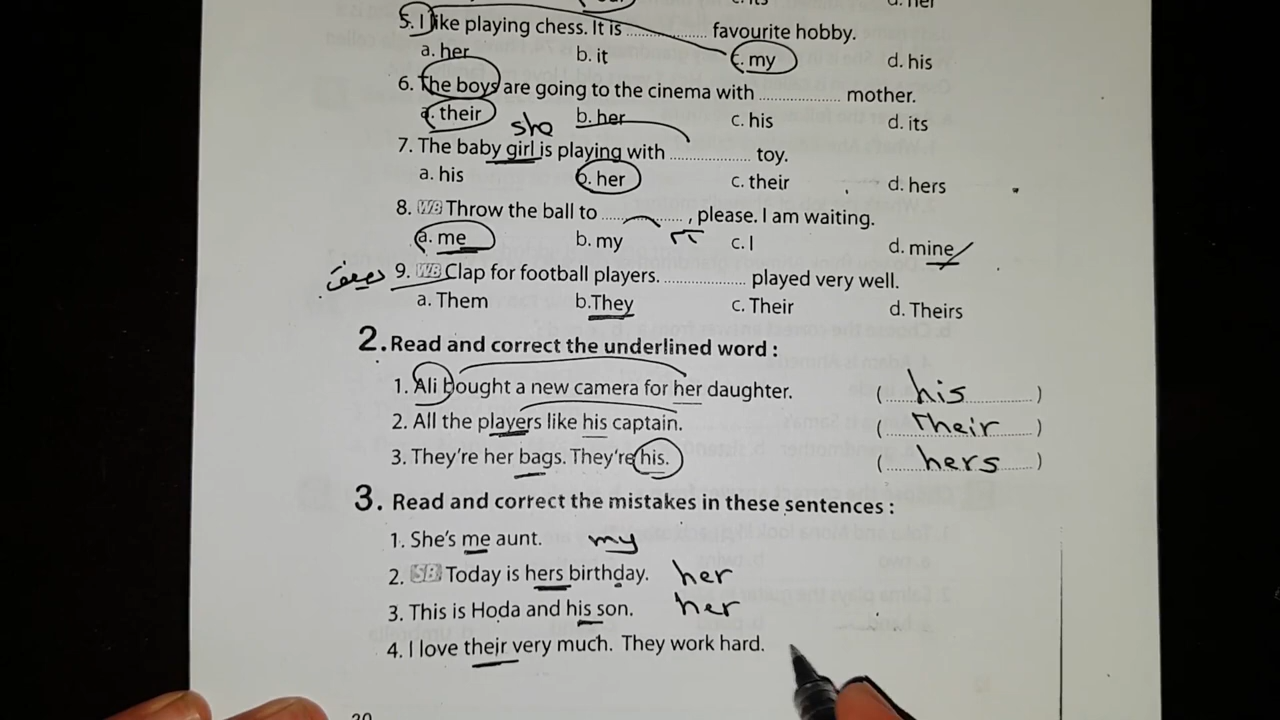 d. her
5. I like playing chess. It is .................... favourite hobby.
a. her b. it c. my d. his
6. The boys are going to the cinema with .................... mother.
a. their b. her c. his d. its
she
7. The baby girl is playing with .................... toy.
a. his b. her c. their d. hers
8. WB Throw the ball to .................... , please. I am waiting.
a. me b. my c. I d. mine
9. WB Clap for football players. .................... played very well.
a. Them b. They c. Their d. Theirs
2. Read and correct the underlined word :
1. Ali bought a new camera for her daughter. ( his )
2. All the players like his captain. ( Their )
3. They're her bags. They're his. ( hers )
3. Read and correct the mistakes in these sentences :
1. She's me aunt. my
2. SB Today is hers birthday. her
3. This is Hoda and his son. her
4. I love their very much. They work hard.